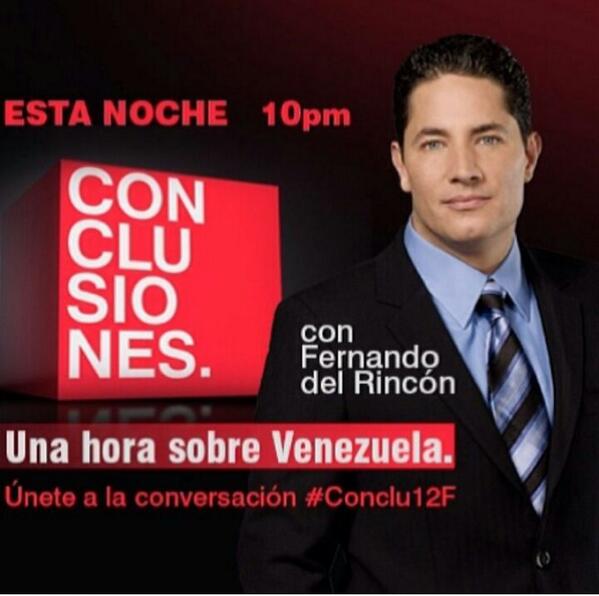 ESTA NOCHE 10pm
CON
CLU
SIO
NES.
con
Fernando
del Rincón
Una hora sobre Venezuela.
Únete a la conversación #Conclu12F